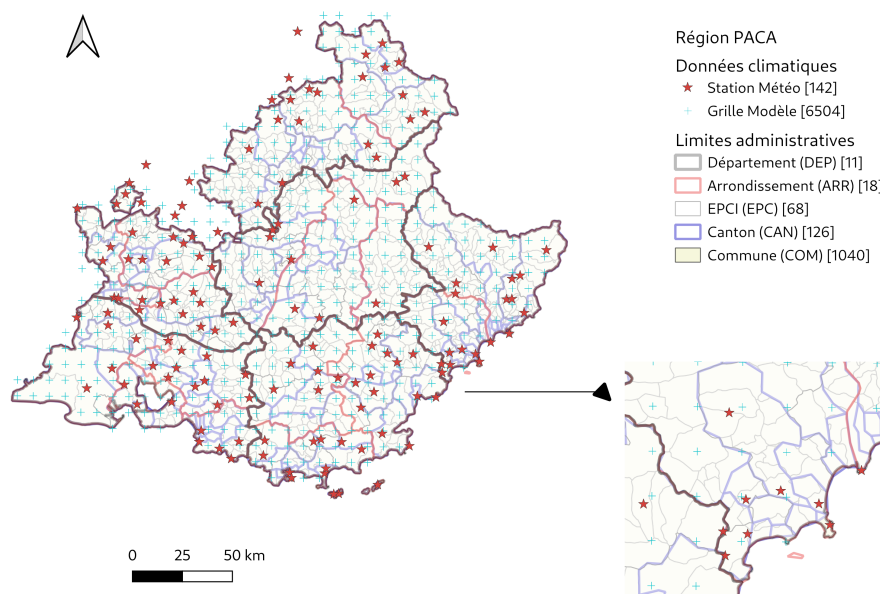 Région PACA
Données climatiques
Station Météo [142]
Grille Modèle [6504]
Limites administratives
Département (DEP) [11]
Arrondissement (ARR) [18]
EPCI (EPC) [68]
Canton (CAN) [126]
Commune (COM) [1040]
0 25 50 km